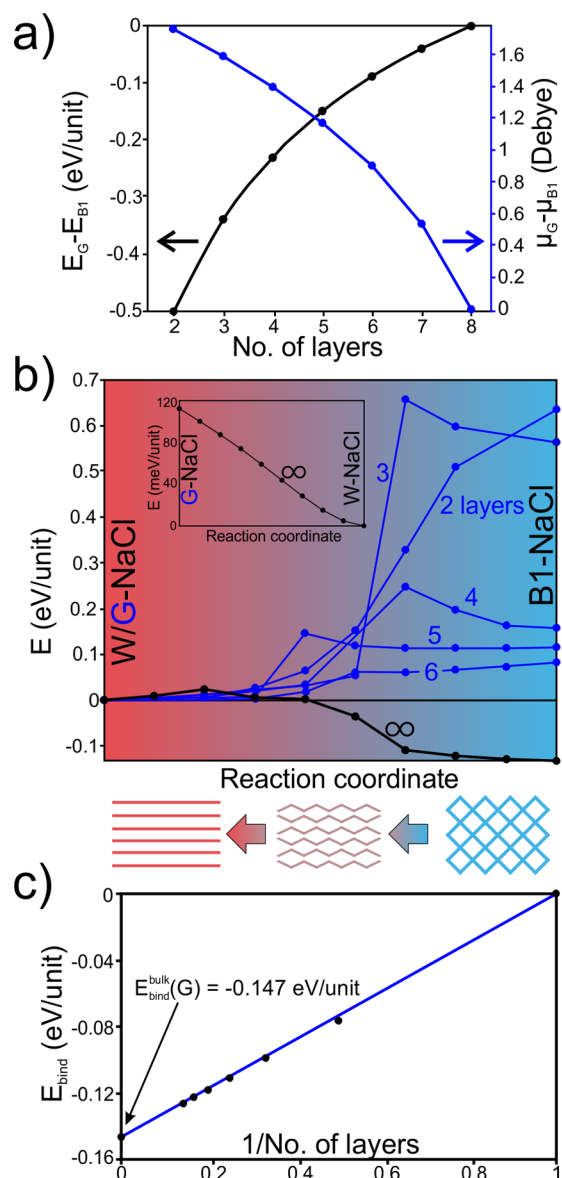 a)
0
-0.1
-0.2
-0.3
-0.4
-0.5
E_G-E_B1 (eV/unit)
1.6
1.4
1.2
1
0.8
0.6
0.4
0.2
0
μ_G-μ_B1 (Debye)
2 3 4 5 6 7 8
No. of layers
b)
0.7
0.6
0.5
0.4
0.3
0.2
0.1
0
-0.1
E (eV/unit)
W/G-NaCl
120
80
40
0
E (meV/unit)
G-NaCl
∞
W-NaCl
Reaction coordinate
3
2 layers
4
5
6
∞
B1-NaCl
Reaction coordinate
c)
0
-0.04
-0.08
-0.12
-0.16
E_bind (eV/unit)
E_bind^bulk(G) = -0.147 eV/unit
1/No. of layers
0 0.2 0.4 0.6 0.8 1